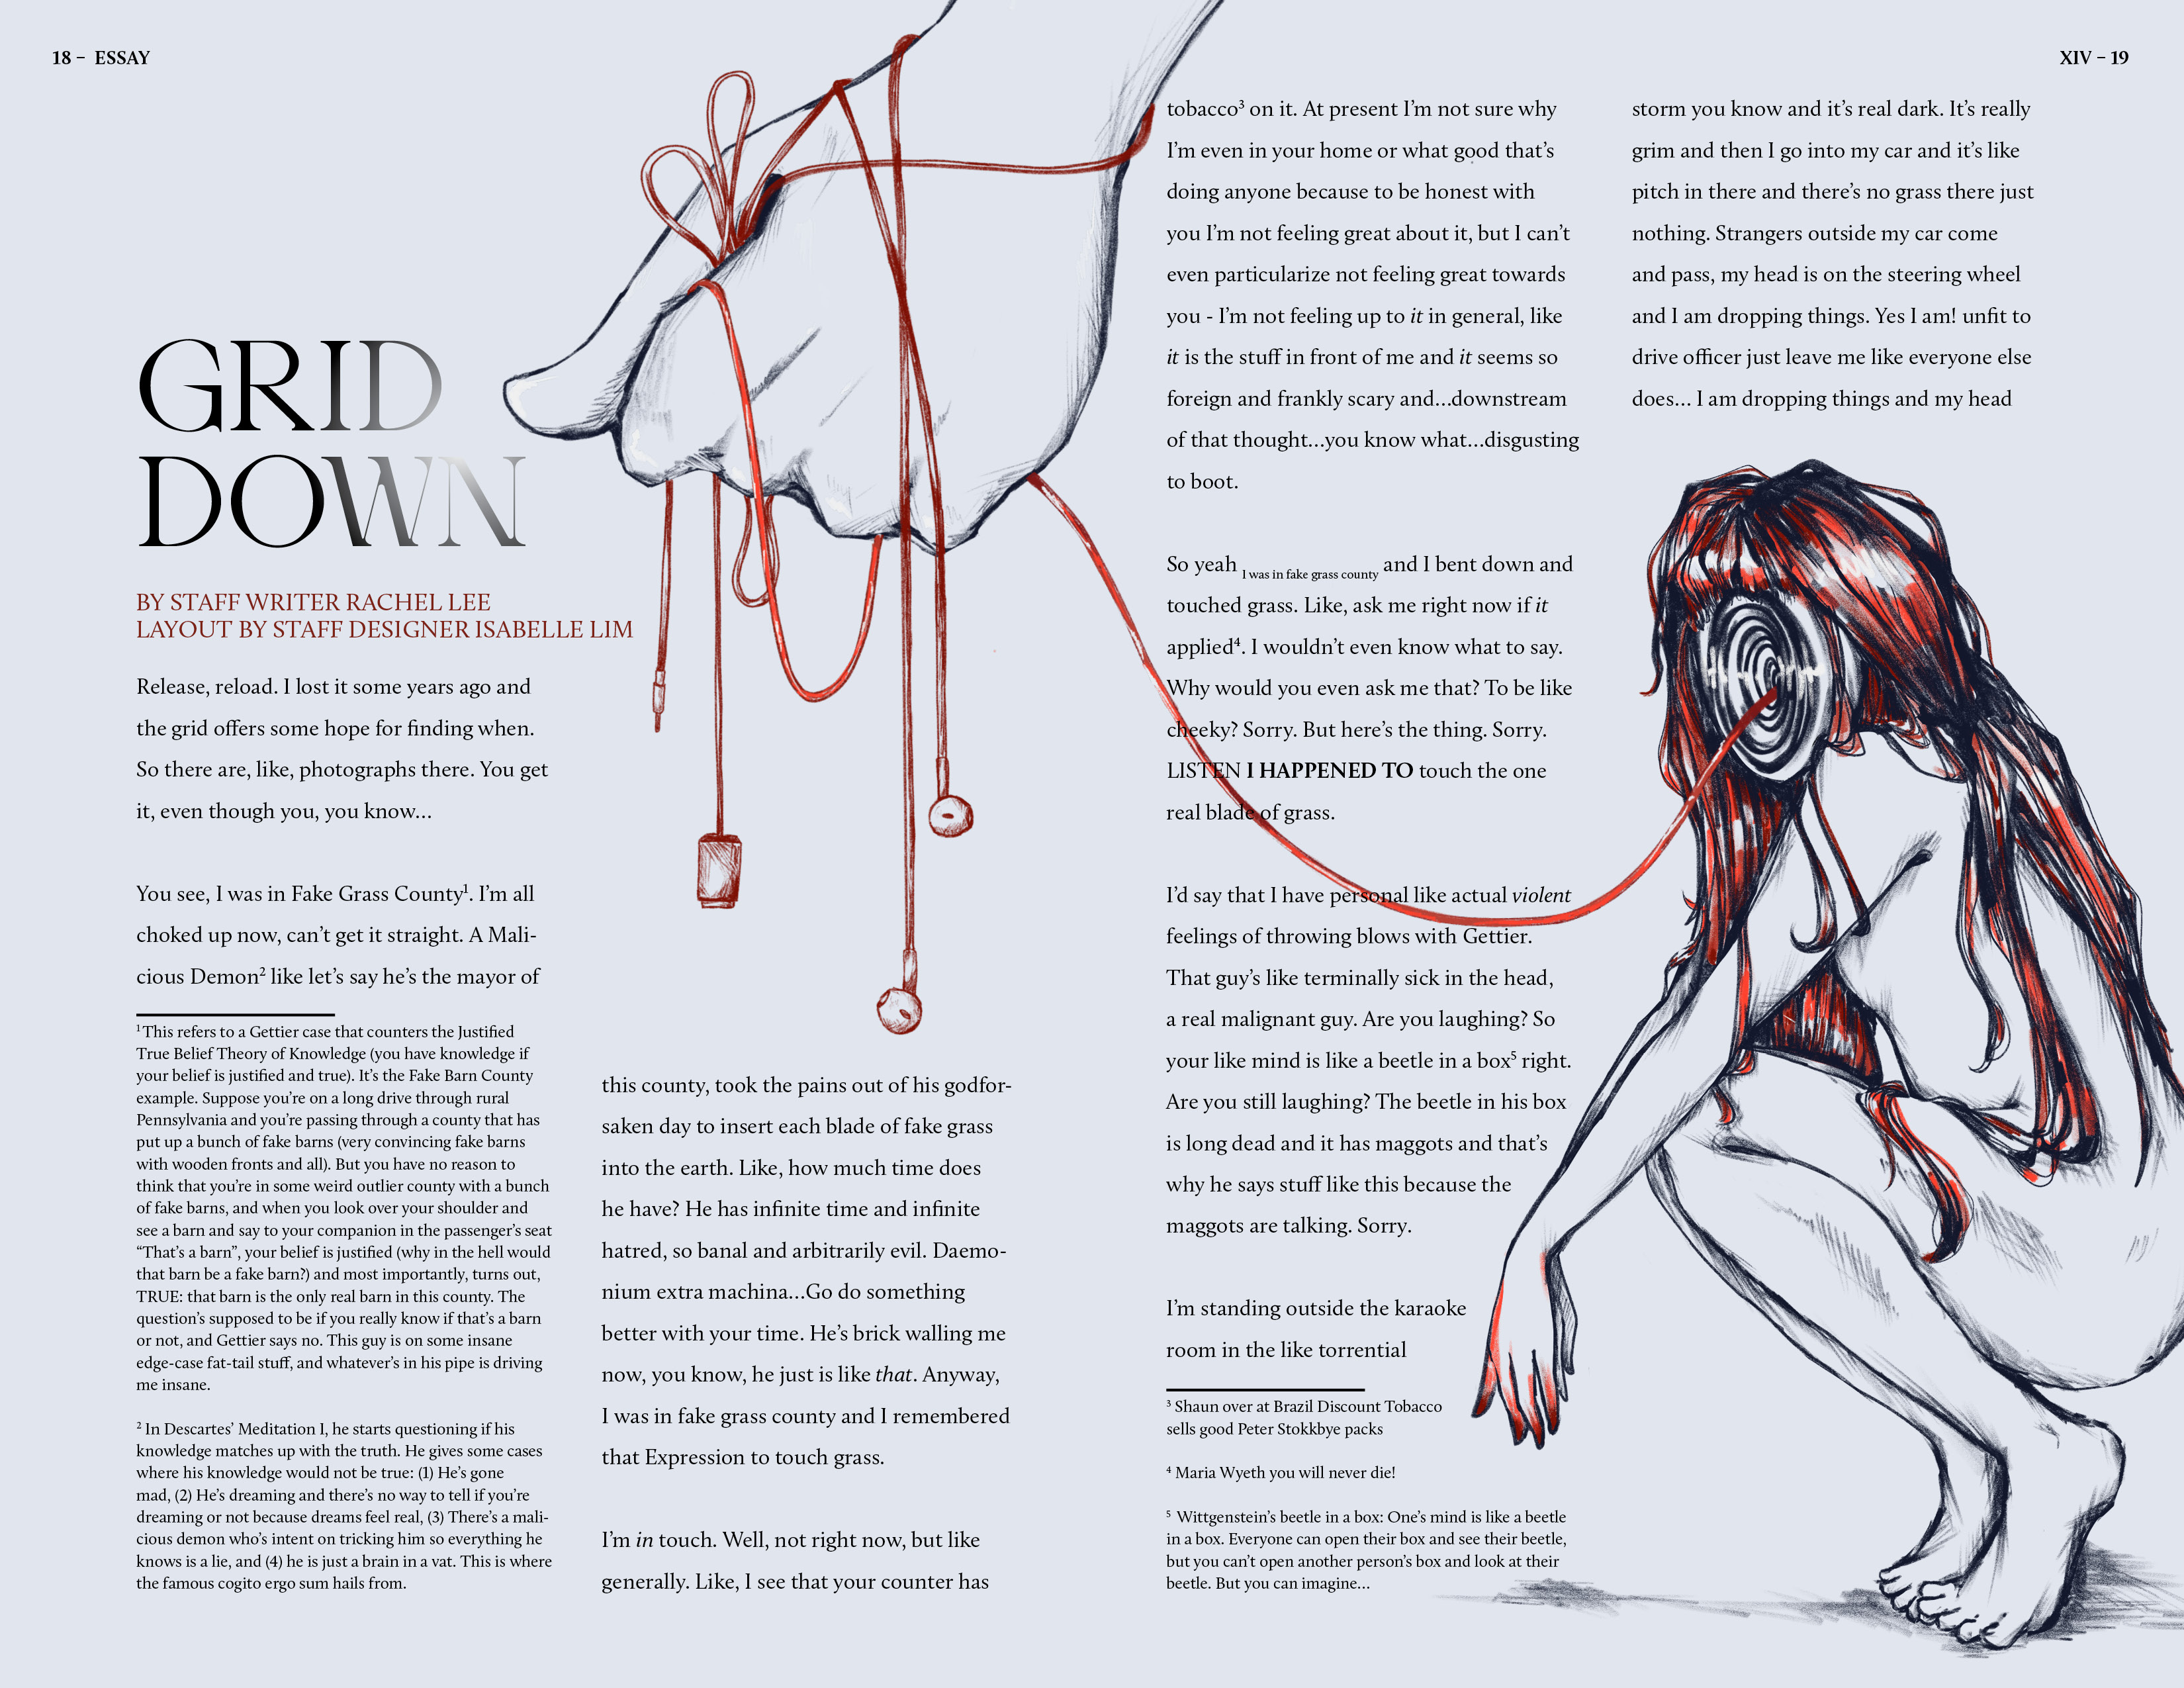 18 – ESSAY
XIV – 19
GRID
DOWN
BY STAFF WRITER RACHEL LEE
LAYOUT BY STAFF DESIGNER ISABELLE LIM
Release, reload. I lost it some years ago and
the grid offers some hope for finding when.
So there are, like, photographs there. You get
it, even though you, you know…
You see, I was in Fake Grass County¹. I’m all
choked up now, can’t get it straight. A Mali-
cious Demon² like let’s say he’s the mayor of
¹ This refers to a Gettier case that counters the Justified
True Belief Theory of Knowledge (you have knowledge if
your belief is justified and true). It’s the Fake Barn County
example. Suppose you’re on a long drive through rural
Pennsylvania and you’re passing through a county that has
put up a bunch of fake barns (very convincing fake barns
with wooden fronts and all). But you have no reason to
think that you’re in some weird outlier county with a bunch
of fake barns, and when you look over your shoulder and
see a barn and say to your companion in the passenger’s seat
“That’s a barn”, your belief is justified (why in the hell would
that barn be a fake barn?) and most importantly, turns out,
TRUE: that barn is the only real barn in this county. The
question’s supposed to be if you really know if that’s a barn
or not, and Gettier says no. This guy is on some insane
edge-case fat-tail stuff, and whatever’s in his pipe is driving
me insane.
² In Descartes’ Meditation I, he starts questioning if his
knowledge matches up with the truth. He gives some cases
where his knowledge would not be true: (1) He’s gone
mad, (2) He’s dreaming and there’s no way to tell if you’re
dreaming or not because dreams feel real, (3) There’s a mali-
cious demon who’s intent on tricking him so everything he
knows is a lie, and (4) he is just a brain in a vat. This is where
the famous cogito ergo sum hails from.
this county, took the pains out of his godfor-
saken day to insert each blade of fake grass
into the earth. Like, how much time does
he have? He has infinite time and infinite
hatred, so banal and arbitrarily evil. Daemo-
nium extra machina…Go do something
better with your time. He’s brick walling me
now, you know, he just is like that. Anyway,
I was in fake grass county and I remembered
that Expression to touch grass.
I’m in touch. Well, not right now, but like
generally. Like, I see that your counter has
tobacco³ on it. At present I’m not sure why
I’m even in your home or what good that’s
doing anyone because to be honest with
you I’m not feeling great about it, but I can’t
even particularize not feeling great towards
you - I’m not feeling up to it in general, like
it is the stuff in front of me and it seems so
foreign and frankly scary and…downstream
of that thought…you know what…disgusting
to boot.
So yeah I was in fake grass county and I bent down and
touched grass. Like, ask me right now if it
applied⁴. I wouldn’t even know what to say.
Why would you even ask me that? To be like
cheeky? Sorry. But here’s the thing. Sorry.
LISTEN I HAPPENED TO touch the one
real blade of grass.
I’d say that I have personal like actual violent
feelings of throwing blows with Gettier.
That guy’s like terminally sick in the head,
a real malignant guy. Are you laughing? So
your like mind is like a beetle in a box⁵ right.
Are you still laughing? The beetle in his box
is long dead and it has maggots and that’s
why he says stuff like this because the
maggots are talking. Sorry.
I’m standing outside the karaoke
room in the like torrential
³ Shaun over at Brazil Discount Tobacco
sells good Peter Stokkbye packs
⁴ Maria Wyeth you will never die!
⁵ Wittgenstein’s beetle in a box: One’s mind is like a beetle
in a box. Everyone can open their box and see their beetle,
but you can’t open another person’s box and look at their
beetle. But you can imagine…
storm you know and it’s real dark. It’s really
grim and then I go into my car and it’s like
pitch in there and there’s no grass there just
nothing. Strangers outside my car come
and pass, my head is on the steering wheel
and I am dropping things. Yes I am! unfit to
drive officer just leave me like everyone else
does… I am dropping things and my head